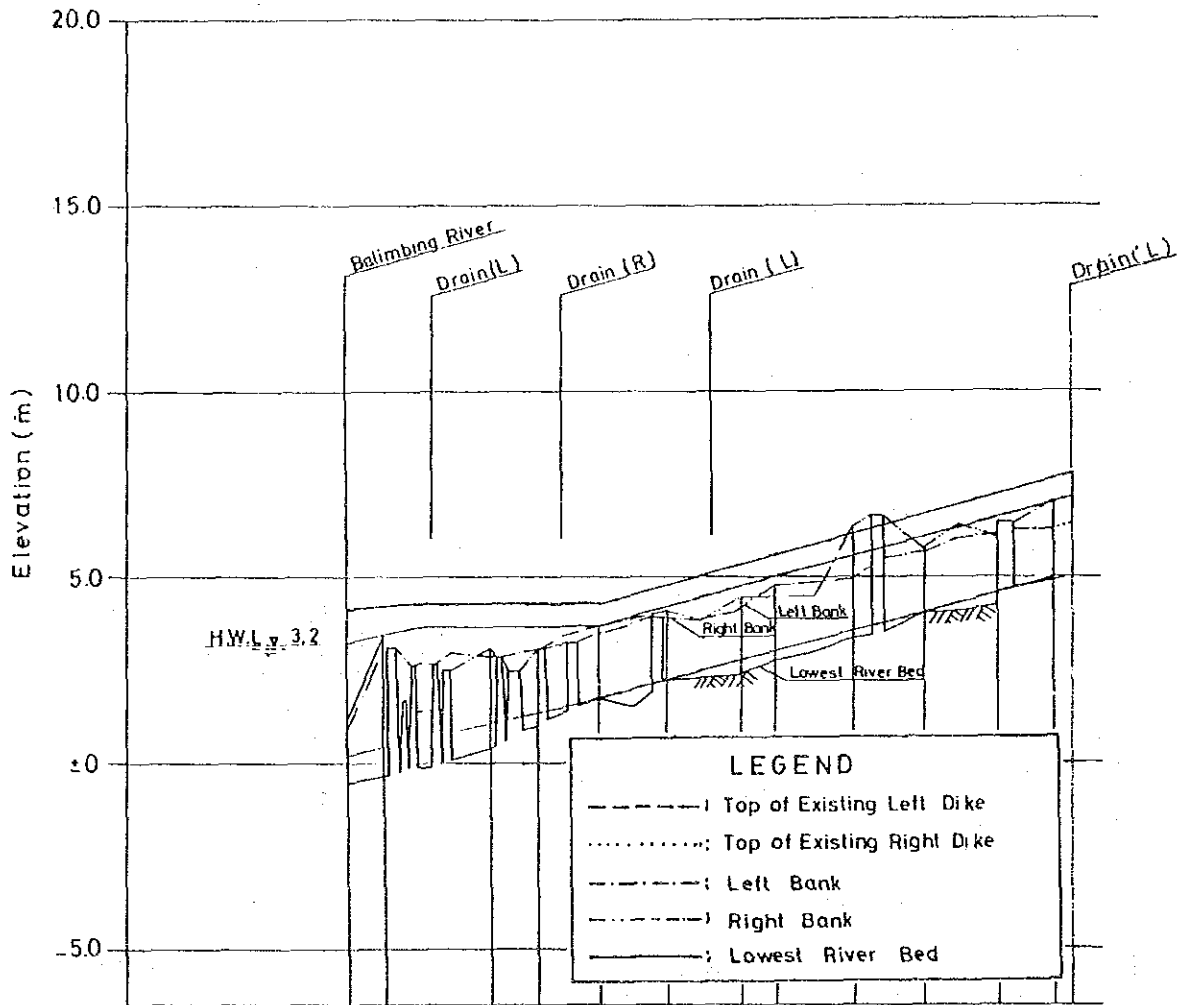 20.0
15.0
10.0
5.0
±0
-5.0
Elevation (m)
Balimbing River
Drain(L)
Drain (R)
Drain (L)
Drain (L)
H.W.L ▽ 3.2
Left Bank
Right Bank
Lowest River Bed
LEGEND
; Top of Existing Left Dike
; Top of Existing Right Dike
; Left Bank
; Right Bank
; Lowest River Bed